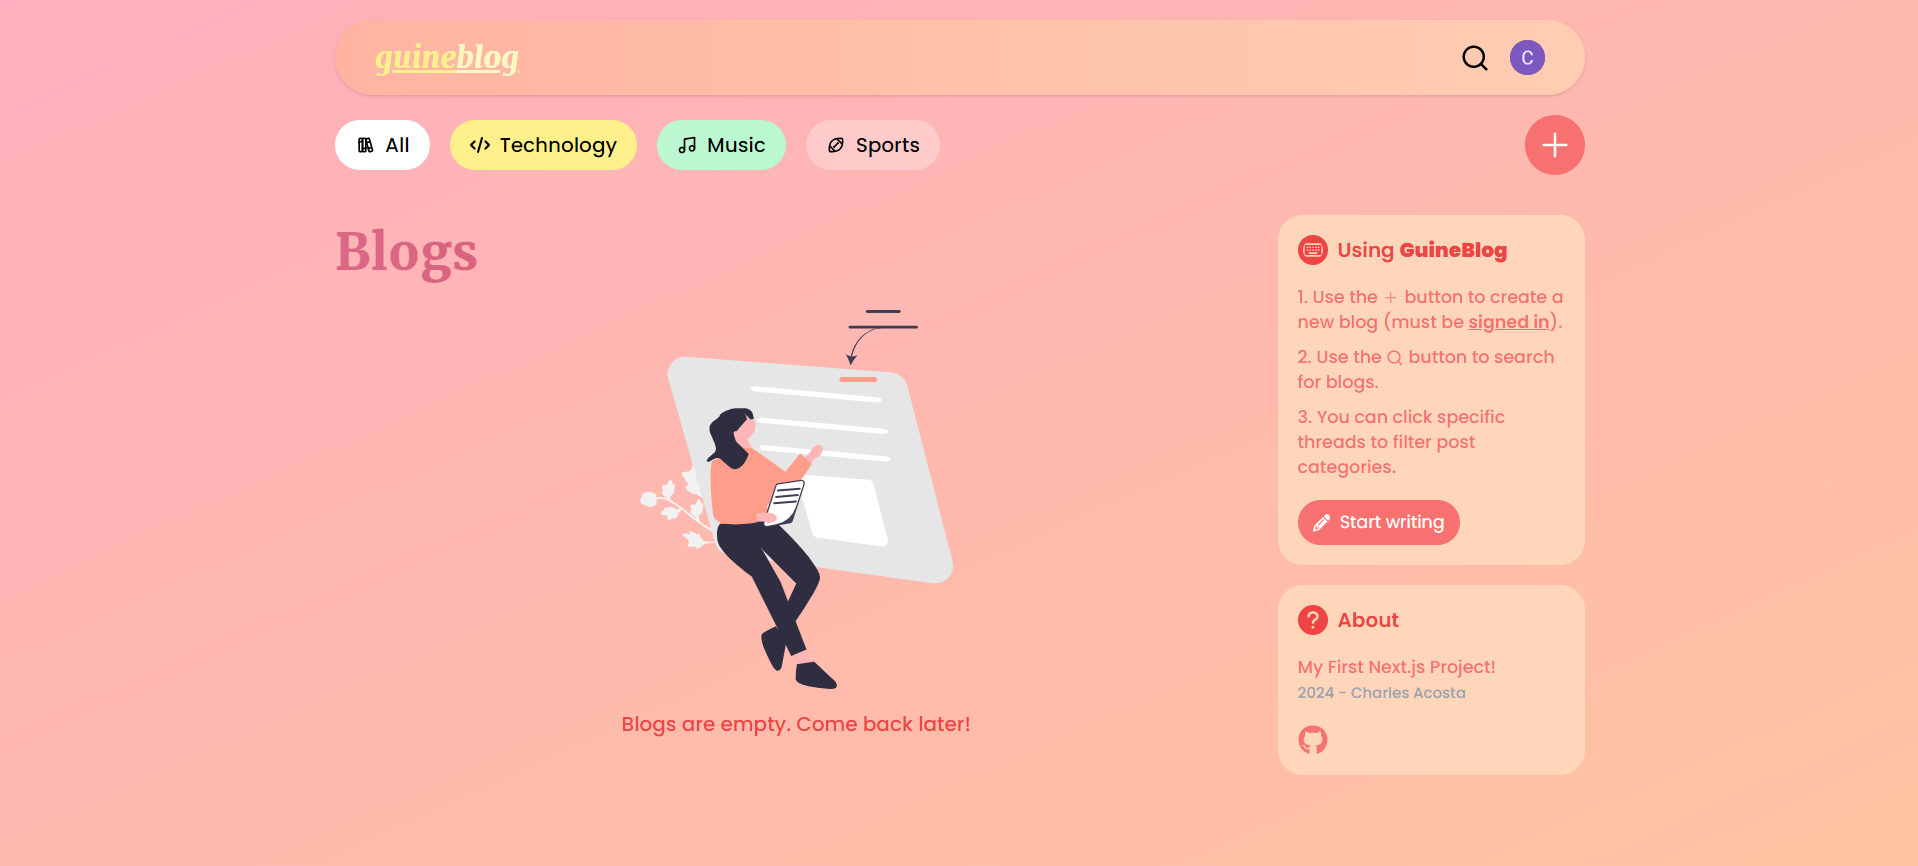 guineblog
C
All
Technology
Music
Sports
Blogs
Using GuineBlog
1. Use the + button to create a
new blog (must be signed in).
2. Use the button to search
for blogs.
3. You can click specific
threads to filter post
categories.
Start writing
About
My First Next.js Project!
2024 - Charles Acosta
Blogs are empty. Come back later!